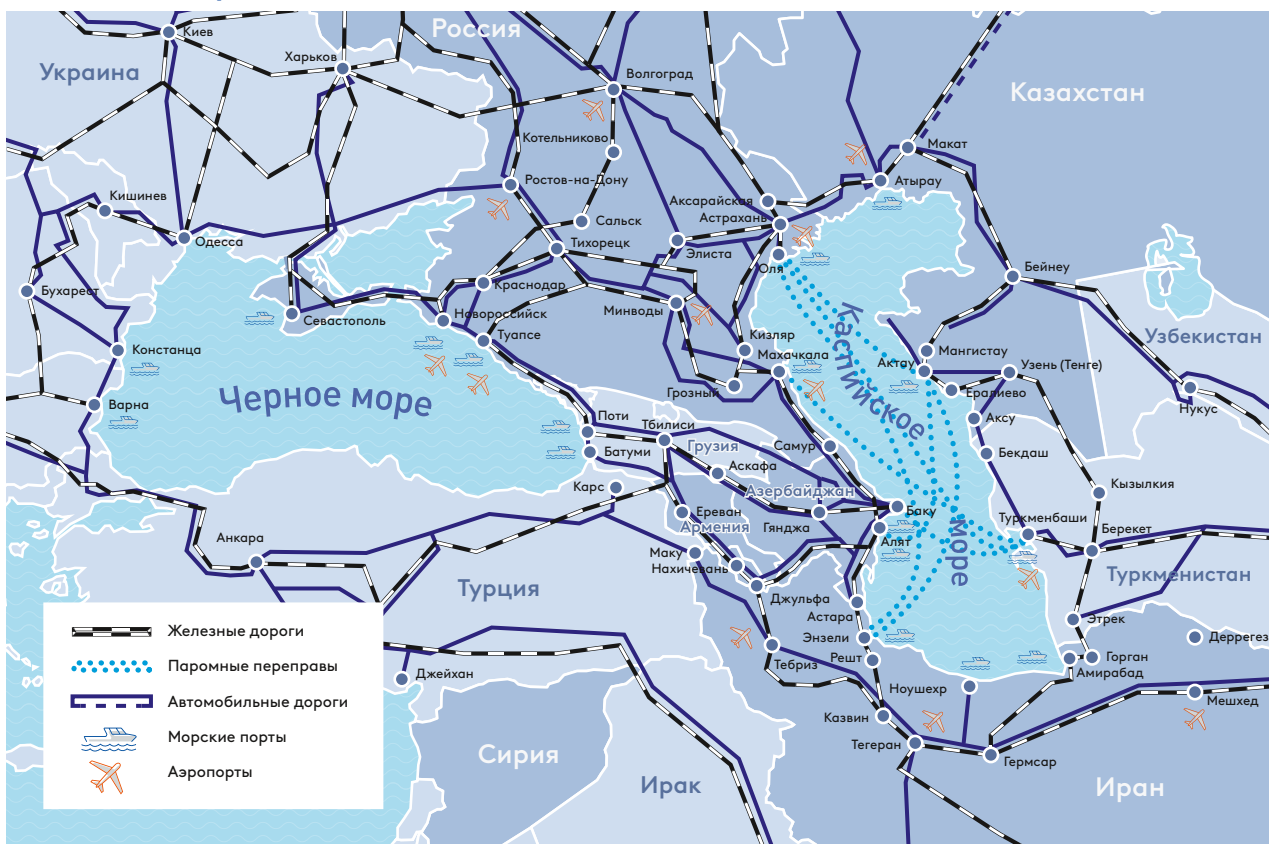 Россия
Киев
Харьков
Украина
Волгоград
Казахстан
Котельниково
Макат
Ростов-на-Дону
Атырау
Кишинев
Аксарайская
Астрахань
Сальск
Одесса
Тихорецк
Элиста
Оля
Бейнеу
Бухарест
Краснодар
Минводы
Новороссийск
Севастополь
Туапсе
Кизляр
Узбекистан
Констанца
Махачкала
Мангистау
Актау
Узень (Тенге)
Каспийское
море
Грозный
Ералиево
Черное море
Нукус
Варна
Аксу
Поти
Тбилиси
Грузия
Самур
Батуми
Бекдаш
Аскафа
Карс
Азербайджан
Кызылкия
Ереван
Баку
Армения
Гянджа
Туркменбаши
Берекет
Анкара
Алят
Маку
Нахичевань
Турция
Туркменистан
Джульфа
Астара
Этрек
Энзели
Деррегез
Тебриз
Решт
Горган
Амирабад
Джейхан
Ноушехр
Мешхед
Казвин
Тегеран
Гермсар
Сирия
Ирак
Иран
Железные дороги
Паромные переправы
Автомобильные дороги
Морские порты
Аэропорты